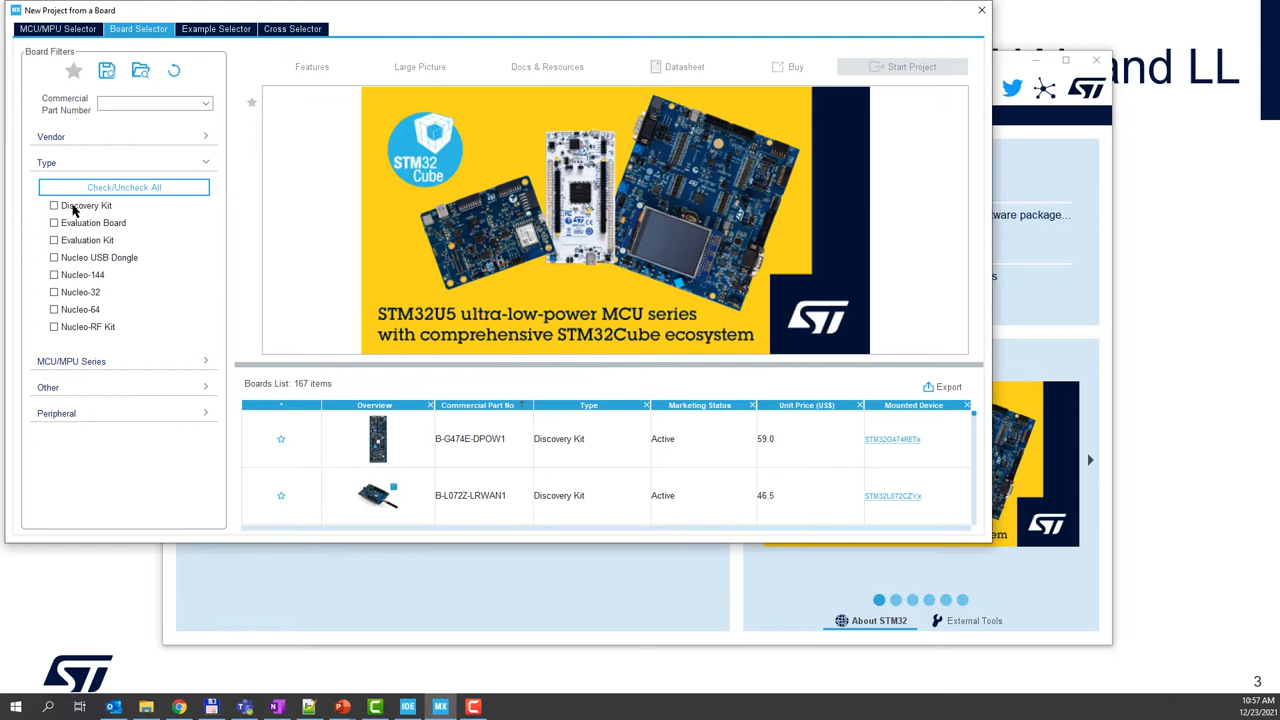 MX New Project from a Board
MCU/MPU Selector
Board Selector
Example Selector
Cross Selector
Board Filters
Commercial
Part Number
Vendor
Type
Check/Uncheck All
Discovery Kit
Evaluation Board
Evaluation Kit
Nucleo USB Dongle
Nucleo-144
Nucleo-32
Nucleo-64
Nucleo-RF Kit
MCU/MPU Series
Other
Peripheral
Features
Large Picture
Docs & Resources
Datasheet
Buy
Start Project
STM32
Cube
STM32U5 ultra-low-power MCU series
with comprehensive STM32Cube ecosystem
ST
Boards List: 167 items
Export
* Overview Commercial Part No Type Marketing Status Unit Price (US$) Mounted Device
B-G474E-DPOW1 Discovery Kit Active 59.0 STM32G474RETx
B-L072Z-LRWAN1 Discovery Kit Active 46.5 STM32L072CZYx
and LL
ST
tware package...
s
ST
em
About STM32
External Tools
ST
3
IDE
MX
10:57 AM
12/23/2021